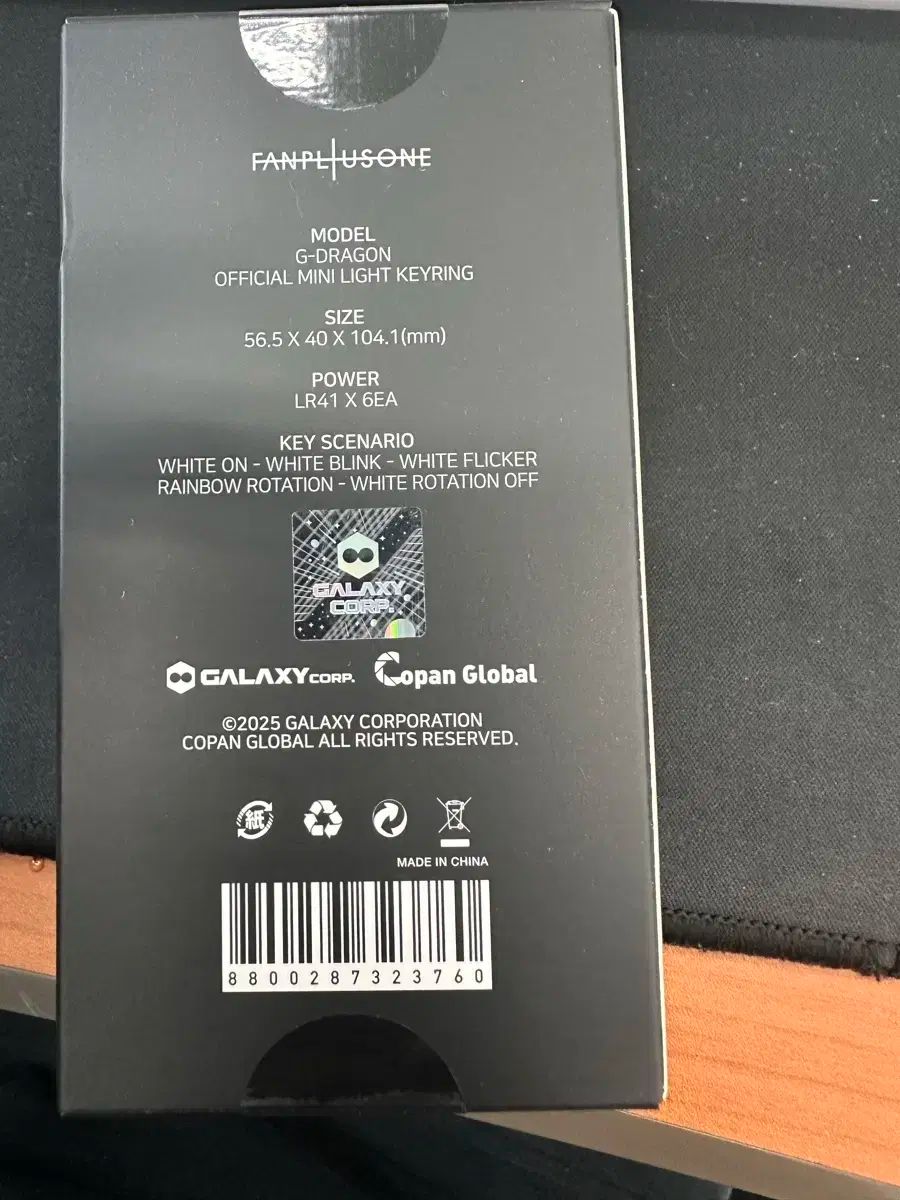 FANPLUSONE
MODEL
G-DRAGON
OFFICIAL MINI LIGHT KEYRING
SIZE
56.5 X 40 X 104.1(mm)
POWER
LR41 X 6EA
KEY SCENARIO
WHITE ON - WHITE BLINK - WHITE FLICKER
RAINBOW ROTATION - WHITE ROTATION OFF
GALAXY
CORP.
GALAXY CORP. Copan Global
©2025 GALAXY CORPORATION
COPAN GLOBAL ALL RIGHTS RESERVED.
紙
MADE IN CHINA
8800287323760